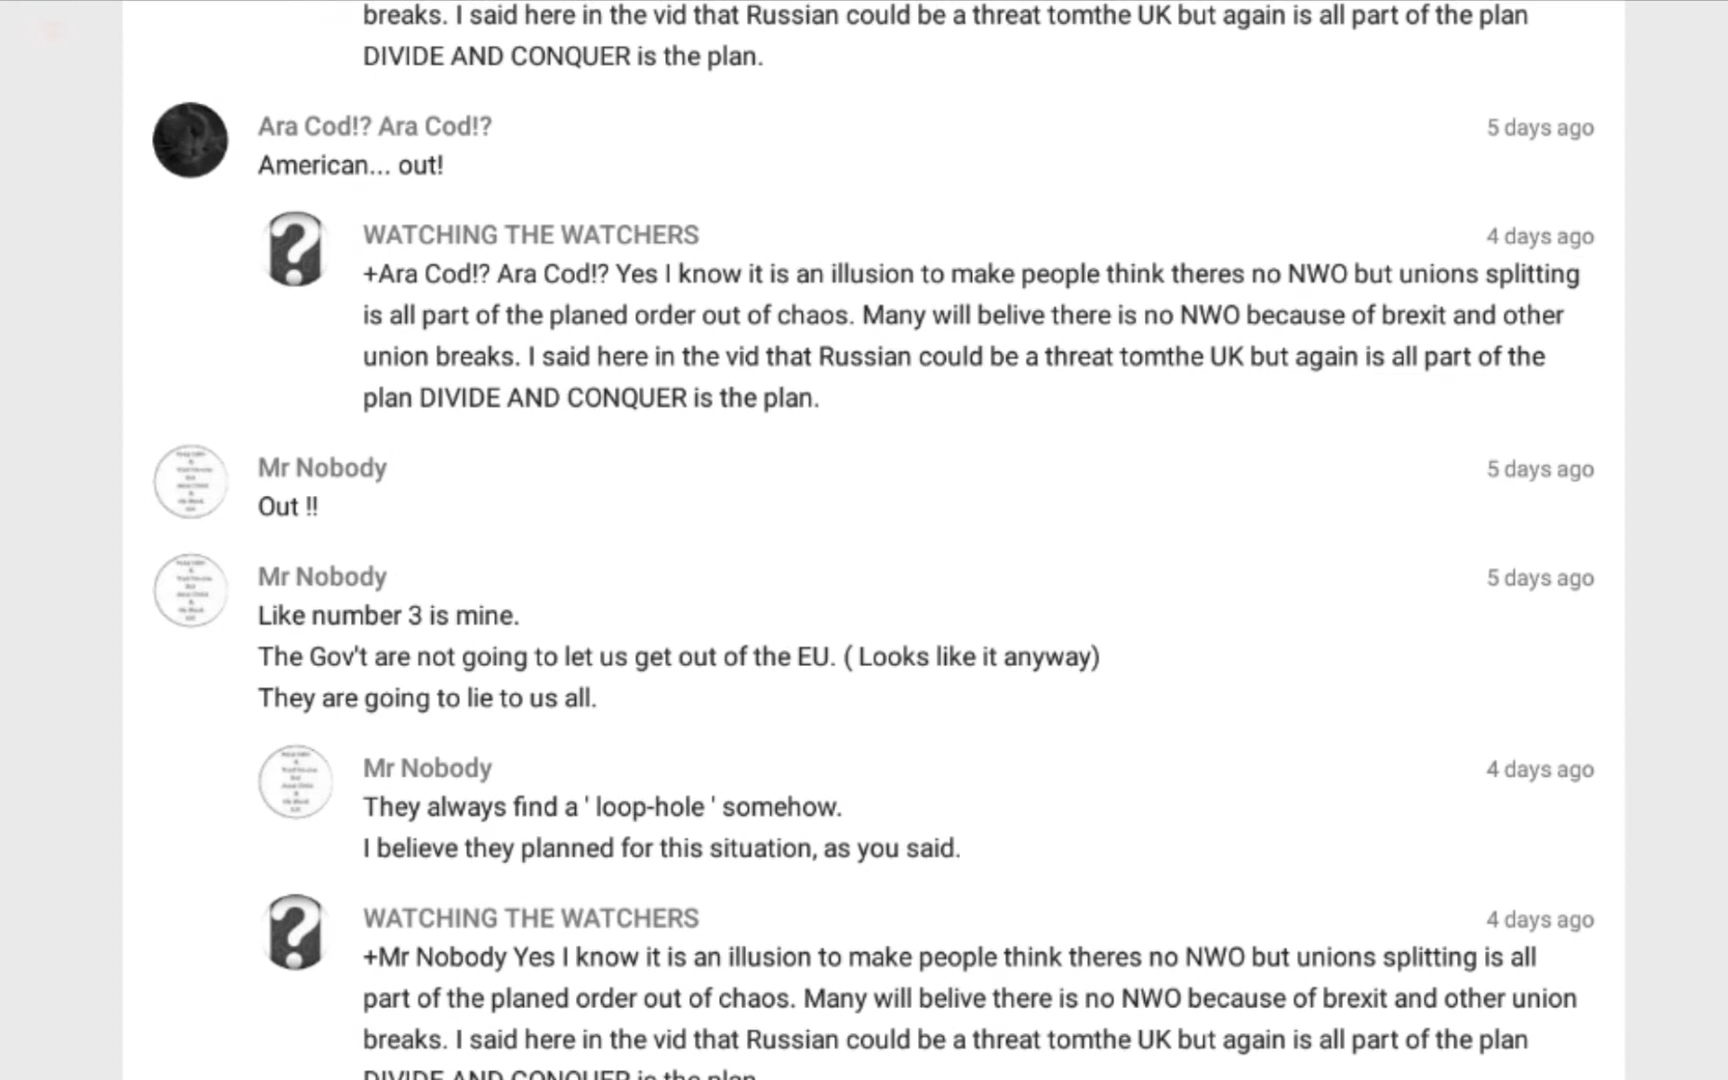 breaks. I said here in the vid that Russian could be a threat tomthe UK but again is all part of the plan
DIVIDE AND CONQUER is the plan.
Ara Cod!? Ara Cod!?
5 days ago
American... out!
WATCHING THE WATCHERS
4 days ago
+Ara Cod!? Ara Cod!? Yes I know it is an illusion to make people think theres no NWO but unions splitting
is all part of the planed order out of chaos. Many will belive there is no NWO because of brexit and other
union breaks. I said here in the vid that Russian could be a threat tomthe UK but again is all part of the
plan DIVIDE AND CONQUER is the plan.
Mr Nobody
5 days ago
Out !!
Mr Nobody
5 days ago
Like number 3 is mine.
The Gov't are not going to let us get out of the EU. ( Looks like it anyway)
They are going to lie to us all.
Mr Nobody
4 days ago
They always find a ' loop-hole ' somehow.
I believe they planned for this situation, as you said.
WATCHING THE WATCHERS
4 days ago
+Mr Nobody Yes I know it is an illusion to make people think theres no NWO but unions splitting is all
part of the planed order out of chaos. Many will belive there is no NWO because of brexit and other union
breaks. I said here in the vid that Russian could be a threat tomthe UK but again is all part of the plan
DIVIDE AND CONQUER is the plan.